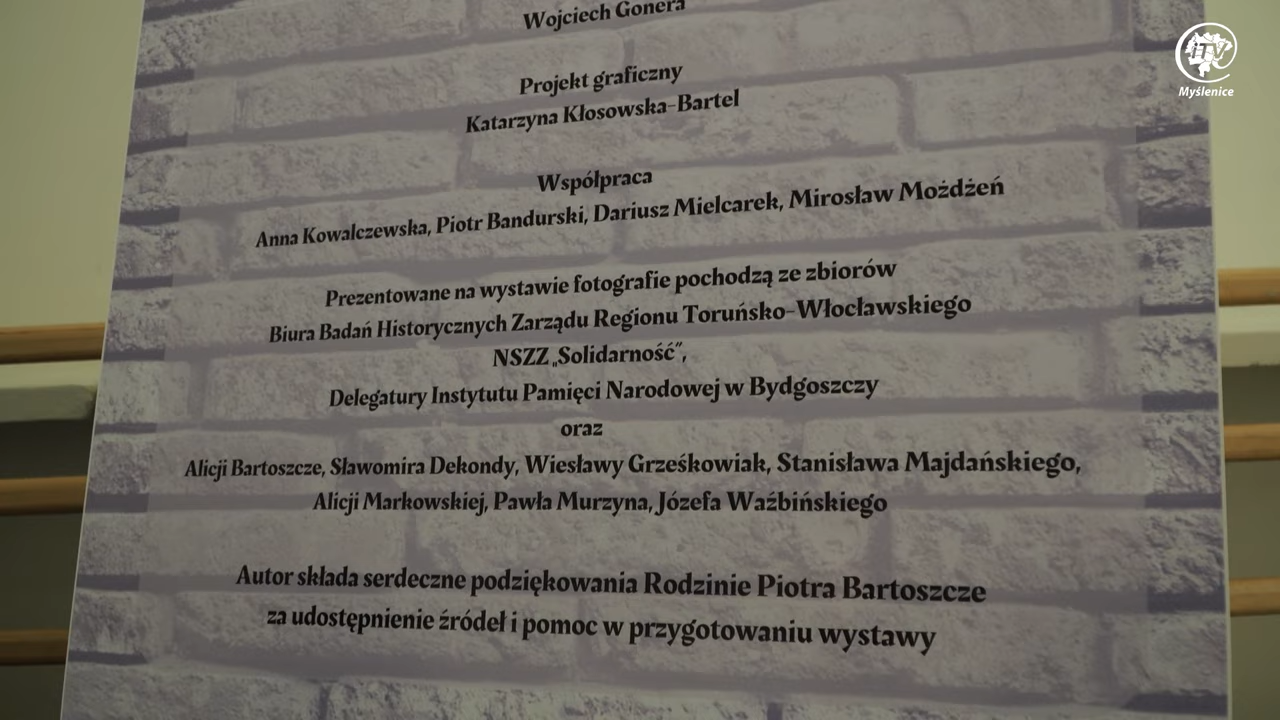 Wojciech Gonera
Projekt graficzny
Katarzyna Kłosowska-Bartel
Współpraca
Anna Kowalczewska, Piotr Bandurski, Dariusz Mielcarek, Mirosław Możdżeń
Prezentowane na wystawie fotografie pochodzą ze zbiorów
Biura Badań Historycznych Zarządu Regionu Toruńsko-Włocławskiego
NSZZ „Solidarność”,
Delegatury Instytutu Pamięci Narodowej w Bydgoszczy
oraz
Alicji Bartoszcze, Sławomira Dekondy, Wiesławy Grześkowiak, Stanisława Majdańskiego,
Alicji Markowskiej, Pawła Murzyna, Józefa Waźbińskiego
Autor składa serdeczne podziękowania Rodzinie Piotra Bartoszcze
za udostępnienie źródeł i pomoc w przygotowaniu wystawy
iTV
Myślenice